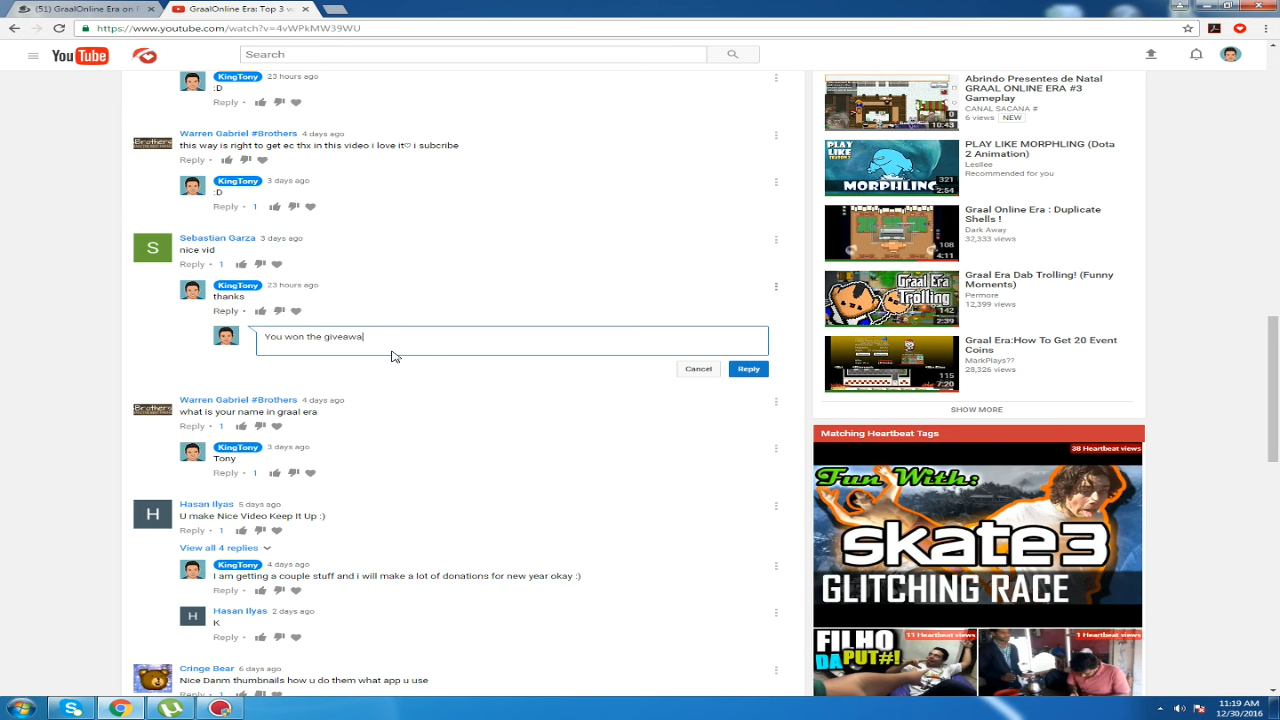 (51) GraalOnline Era on F
GraalOnline Era: Top 3 w
https://www.youtube.com/watch?v=4vWPkMW39WU
YouTube
Search
KingTony 23 hours ago
:D
Reply •
Warren Gabriel #Brothers 4 days ago
this way is right to get ec thx in this video i love it♡ i subcribe
Reply •
KingTony 3 days ago
:D
Reply • 1
S
Sebastian Garza 3 days ago
nice vid
Reply • 1
KingTony 23 hours ago
thanks
Reply •
You won the giveawa
Cancel
Reply
Brothers
Warren Gabriel #Brothers 4 days ago
what is your name in graal era
Reply • 1
KingTony 3 days ago
Tony
Reply • 1
H
Hasan Ilyas 5 days ago
U make Nice Video Keep It Up :)
Reply • 1
View all 4 replies
KingTony 4 days ago
I am getting a couple stuff and i will make a lot of donations for new year okay :)
Reply •
H
Hasan Ilyas 2 days ago
K
Reply •
Cringe Bear 6 days ago
Nice Danm thumbnails how u do them what app u use
Reply • 1
10:43
Abrindo Presentes de Natal
GRAAL ONLINE ERA #3
Gameplay
CANAL SACANA #
6 views NEW
PLAY
LIKE
MORPHLING
321
2:54
PLAY LIKE MORPHLING (Dota
2 Animation)
Lesllee
Recommended for you
108
4:11
Graal Online Era : Duplicate
Shells !
Dark Away
32,333 views
Graal Era
Trolling
142
2:39
Graal Era Dab Trolling! (Funny
Moments)
Permore
12,399 views
115
7:20
Graal Era:How To Get 20 Event
Coins
MarkPlays??
28,326 views
SHOW MORE
Matching Heartbeat Tags
38 Heartbeat views
Fun With:
skate3
GLITCHING RACE
11 Heartbeat views
FILHO
DA PUT#!
1 Heartbeat views
11:19 AM
12/30/2016